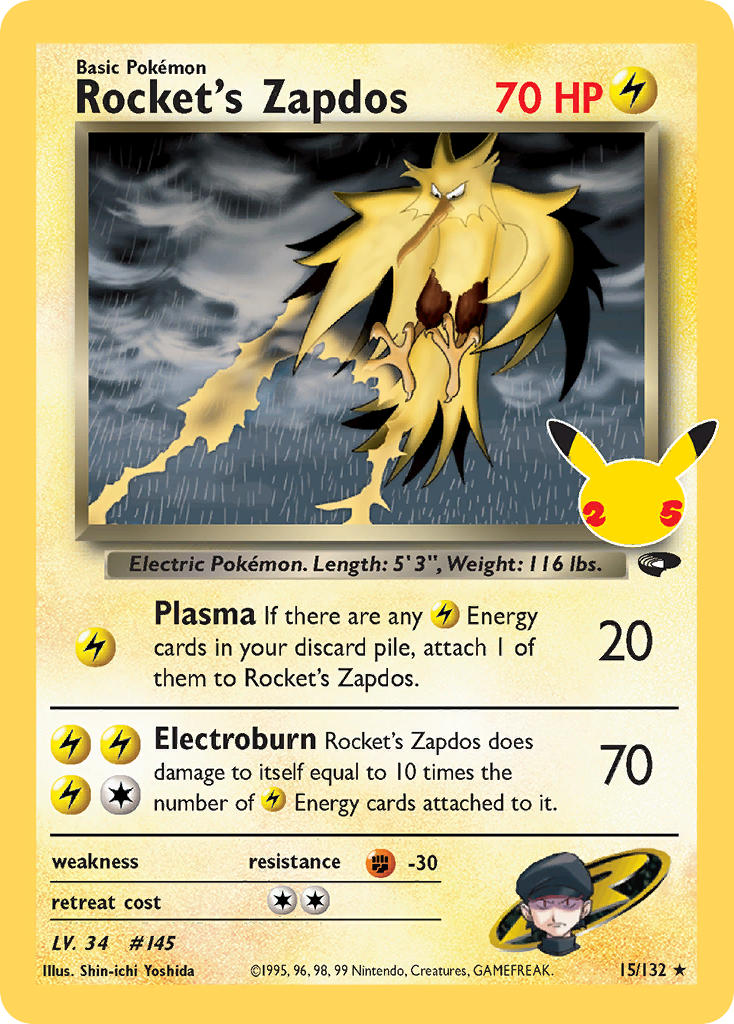 Basic Pokémon
Rocket's Zapdos
70 HP
25
Electric Pokémon. Length: 5' 3", Weight: 116 lbs.
Plasma If there are any Energy
cards in your discard pile, attach 1 of
them to Rocket's Zapdos.
20
Electroburn Rocket's Zapdos does
damage to itself equal to 10 times the
number of Energy cards attached to it.
70
weakness resistance -30
retreat cost
LV. 34 #145
Illus. Shin-ichi Yoshida ©1995, 96, 98, 99 Nintendo, Creatures, GAMEFREAK. 15/132 ★